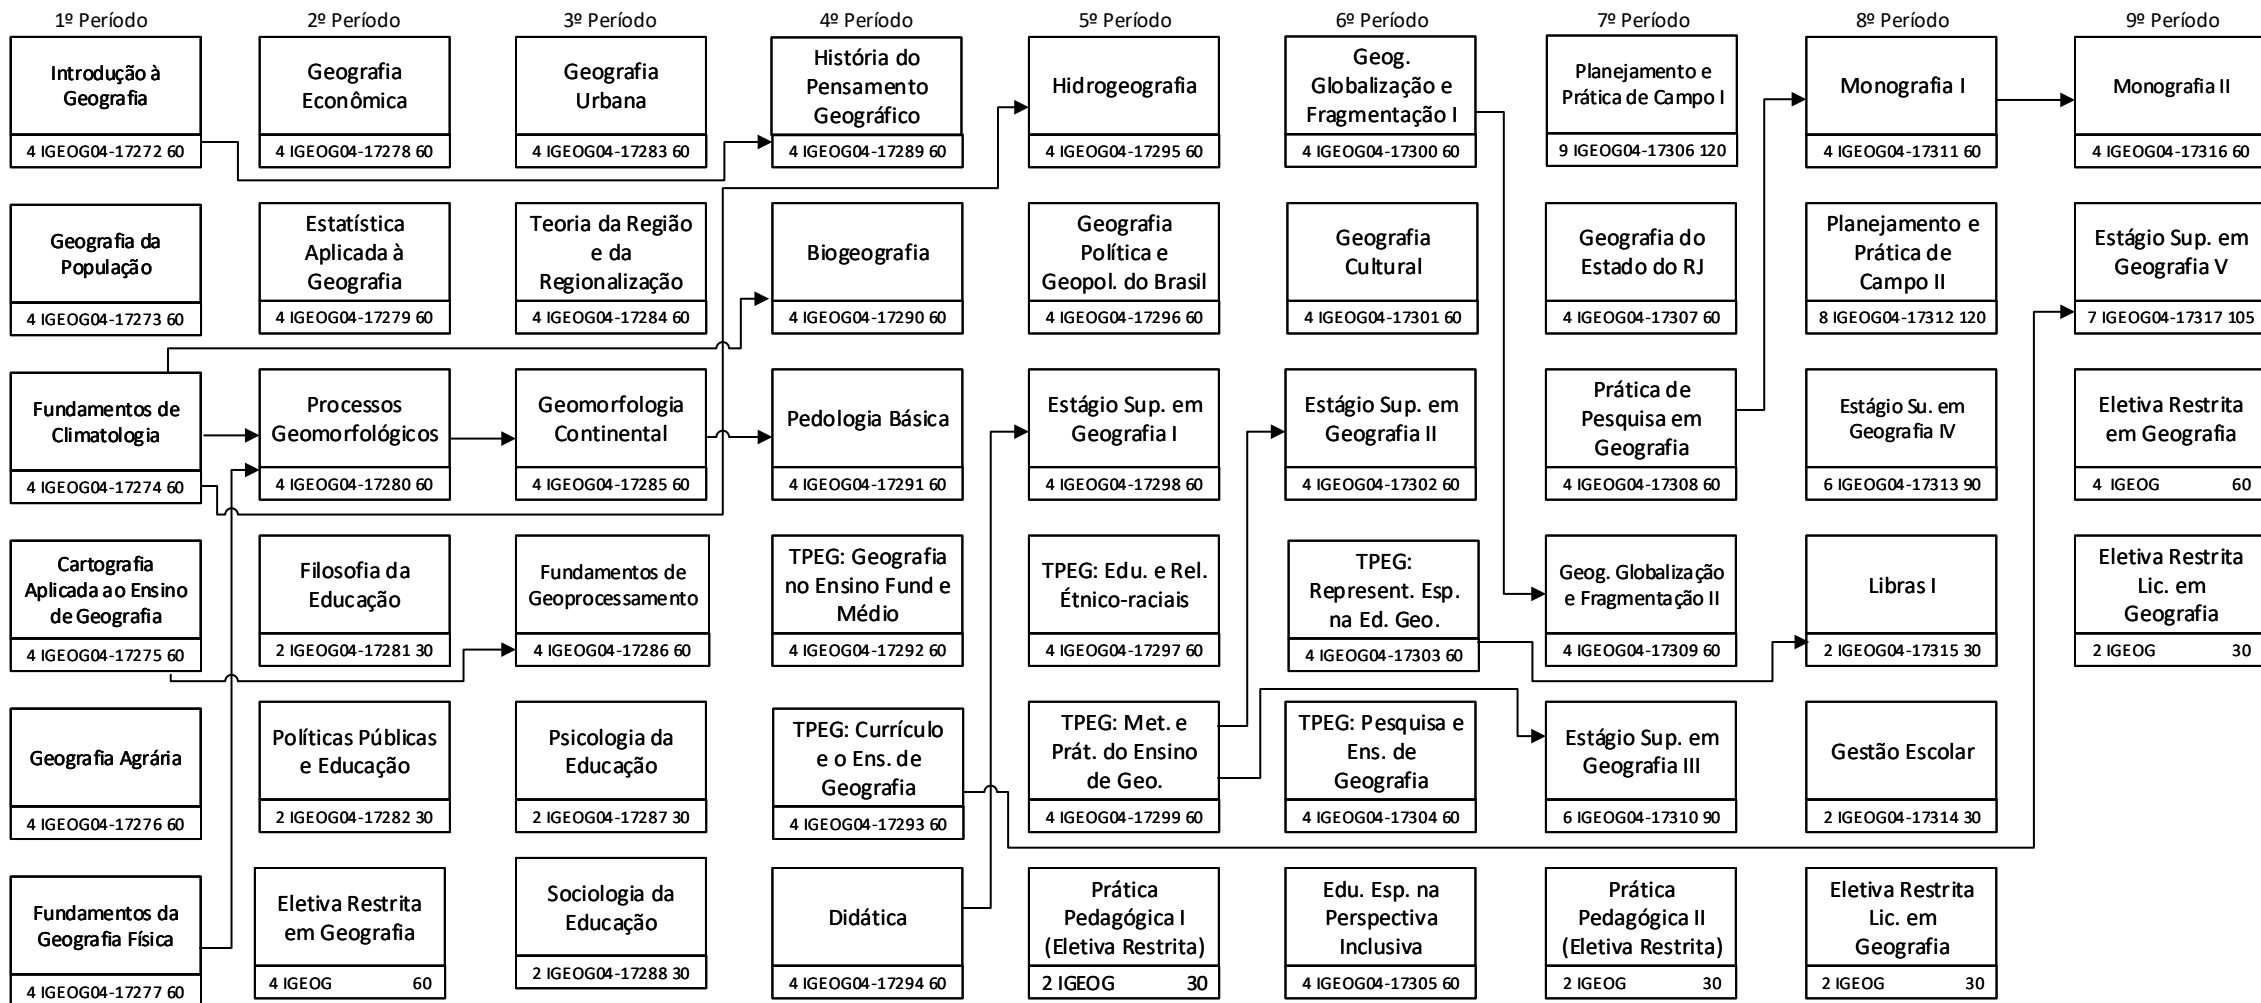 1º Período
2º Período
3º Período
4º Período
5º Período
6º Período
7º Período
8º Período
9º Período
Introdução à
Geografia
4 IGEOG04-17272 60
Geografia
Econômica
4 IGEOG04-17278 60
Geografia
Urbana
4 IGEOG04-17283 60
História do
Pensamento
Geográfico
4 IGEOG04-17289 60
Hidrogeografia
4 IGEOG04-17295 60
Geog.
Globalização e
Fragmentação I
4 IGEOG04-17300 60
Planejamento e
Prática de Campo I
9 IGEOG04-17306 120
Monografia I
4 IGEOG04-17311 60
Monografia II
4 IGEOG04-17316 60
Geografia da
População
4 IGEOG04-17273 60
Estatística
Aplicada à
Geografia
4 IGEOG04-17279 60
Teoria da Região
e da
Regionalização
4 IGEOG04-17284 60
Biogeografia
4 IGEOG04-17290 60
Geografia
Política e
Geopol. do Brasil
4 IGEOG04-17296 60
Geografia
Cultural
4 IGEOG04-17301 60
Geografia do
Estado do RJ
4 IGEOG04-17307 60
Planejamento e
Prática de
Campo II
8 IGEOG04-17312 120
Estágio Sup. em
Geografia V
7 IGEOG04-17317 105
Fundamentos de
Climatologia
4 IGEOG04-17274 60
Processos
Geomorfológicos
4 IGEOG04-17280 60
Geomorfologia
Continental
4 IGEOG04-17285 60
Pedologia Básica
4 IGEOG04-17291 60
Estágio Sup. em
Geografia I
4 IGEOG04-17298 60
Estágio Sup. em
Geografia II
4 IGEOG04-17302 60
Prática de
Pesquisa em
Geografia
4 IGEOG04-17308 60
Estágio Su. em
Geografia IV
6 IGEOG04-17313 90
Eletiva Restrita
em Geografia
4 IGEOG 60
Cartografia
Aplicada ao Ensino
de Geografia
4 IGEOG04-17275 60
Filosofia da
Educação
2 IGEOG04-17281 30
Fundamentos de
Geoprocessamento
4 IGEOG04-17286 60
TPEG: Geografia
no Ensino Fund e
Médio
4 IGEOG04-17292 60
TPEG: Edu. e Rel.
Étnico-raciais
4 IGEOG04-17297 60
TPEG:
Represent. Esp.
na Ed. Geo.
4 IGEOG04-17303 60
Geog. Globalização
e Fragmentação II
4 IGEOG04-17309 60
Libras I
2 IGEOG04-17315 30
Eletiva Restrita
Lic. em
Geografia
2 IGEOG 30
Geografia Agrária
4 IGEOG04-17276 60
Políticas Públicas
e Educação
2 IGEOG04-17282 30
Psicologia da
Educação
2 IGEOG04-17287 30
TPEG: Currículo
e o Ens. de
Geografia
4 IGEOG04-17293 60
TPEG: Met. e
Prát. do Ensino
de Geo.
4 IGEOG04-17299 60
TPEG: Pesquisa e
Ens. de
Geografia
4 IGEOG04-17304 60
Estágio Sup. em
Geografia III
6 IGEOG04-17310 90
Gestão Escolar
2 IGEOG04-17314 30
Fundamentos da
Geografia Física
4 IGEOG04-17277 60
Eletiva Restrita
em Geografia
4 IGEOG 60
Sociologia da
Educação
2 IGEOG04-17288 30
Didática
4 IGEOG04-17294 60
Prática
Pedagógica I
(Eletiva Restrita)
2 IGEOG 30
Edu. Esp. na
Perspectiva
Inclusiva
4 IGEOG04-17305 60
Prática
Pedagógica II
(Eletiva Restrita)
2 IGEOG 30
Eletiva Restrita
Lic. em
Geografia
2 IGEOG 30